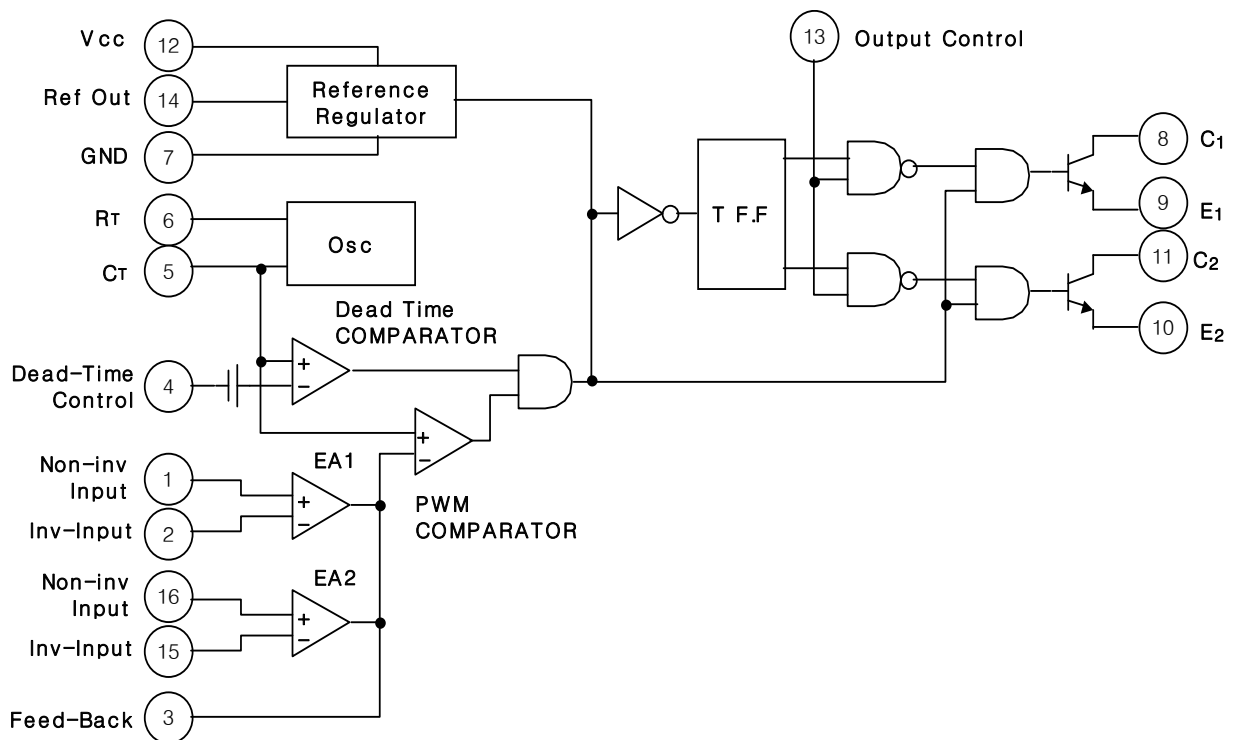 Vcc
12
Ref Out
14
GND
7
Reference
Regulator
13
Output Control
RT
6
CT
5
Osc
T F.F
8
C1
9
E1
11
C2
10
E2
Dead Time
COMPARATOR
Dead-Time
Control
4
+
−
+
−
PWM
COMPARATOR
Non-inv
Input
1
Inv-Input
2
EA1
+
−
Non-inv
Input
16
Inv-Input
15
EA2
+
−
Feed-Back
3